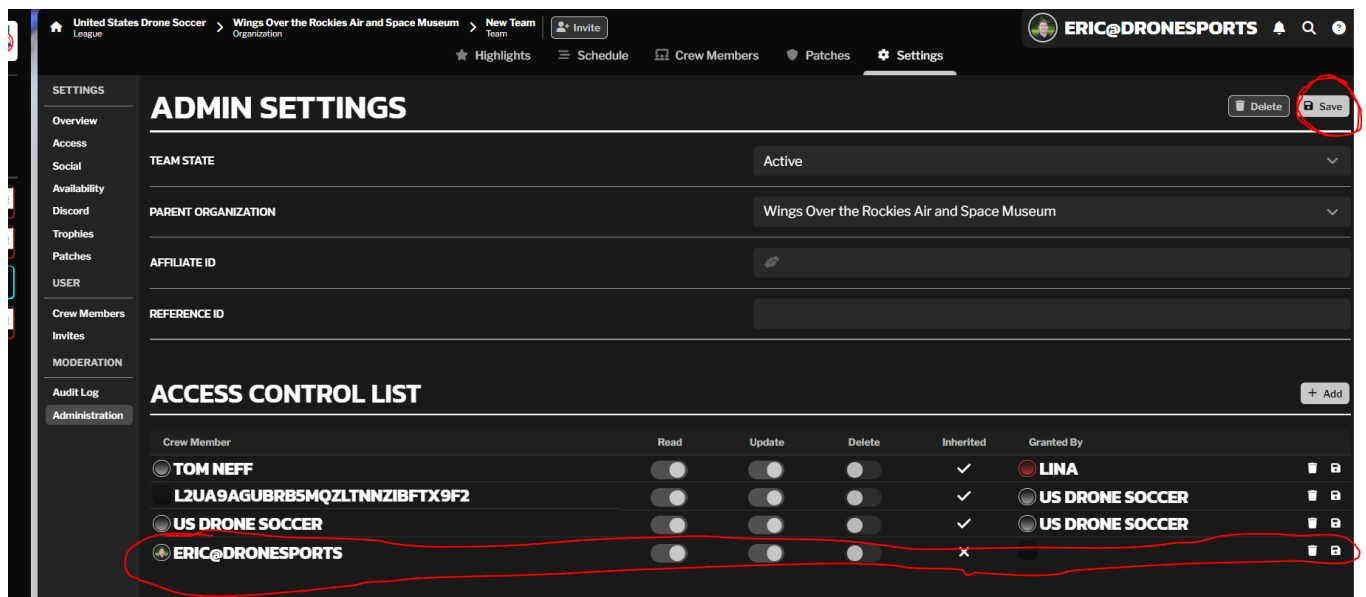 United States Drone Soccer > Wings Over the Rockies Air and Space Museum > New Team Invite ERIC@DRONESPORTS
League Organization Team
Highlights Schedule Crew Members Patches Settings
SETTINGS
Overview
Access
Social
Availability
Discord
Trophies
Patches
USER
Crew Members
Invites
MODERATION
Audit Log
Administration
ADMIN SETTINGS Delete Save
TEAM STATE Active
PARENT ORGANIZATION Wings Over the Rockies Air and Space Museum
AFFILIATE ID
REFERENCE ID
ACCESS CONTROL LIST + Add
Crew Member Read Update Delete Inherited Granted By
TOM NEFF LINA
L2UA9AGUBRB5MQZLTNNZIBFTX9F2 US DRONE SOCCER
US DRONE SOCCER US DRONE SOCCER
ERIC@DRONESPORTS